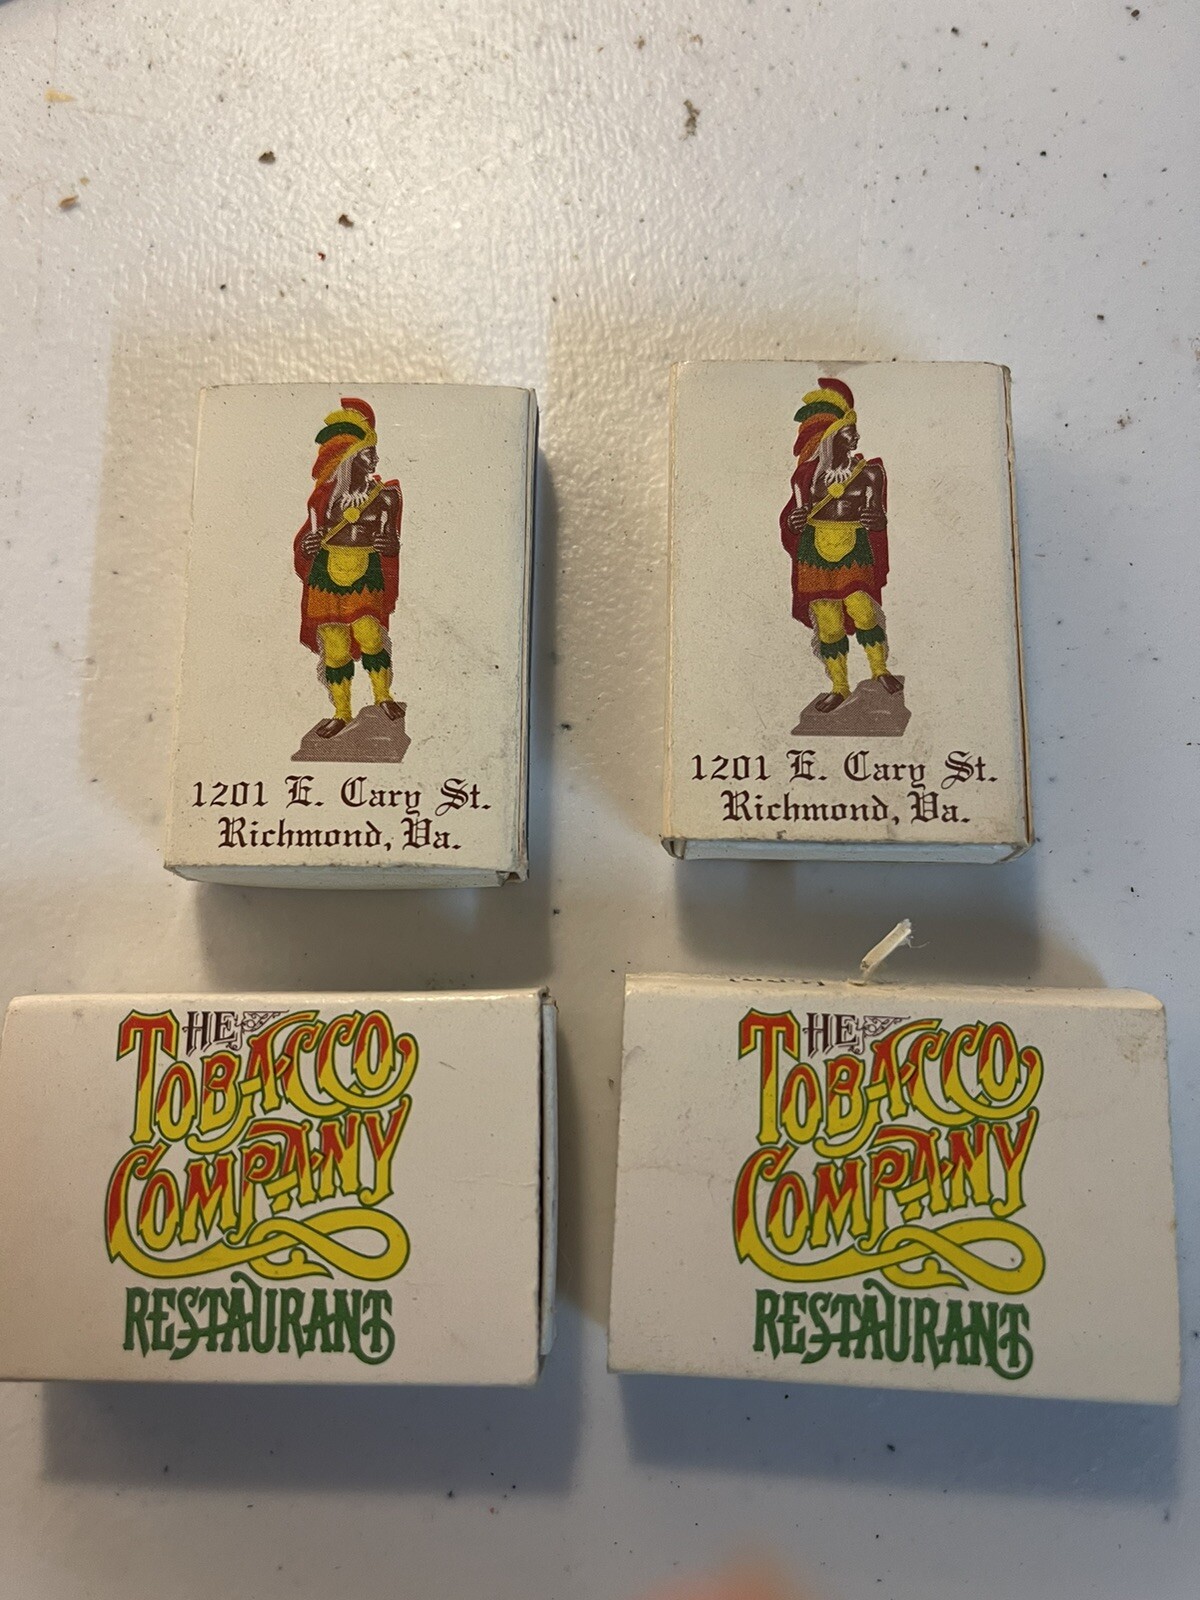 1201 E. Cary St.
Richmond, Va.
1201 E. Cary St.
Richmond, Va.
THE
TOBACCO
COMPANY
RESTAURANT
THE
TOBACCO
COMPANY
RESTAURANT